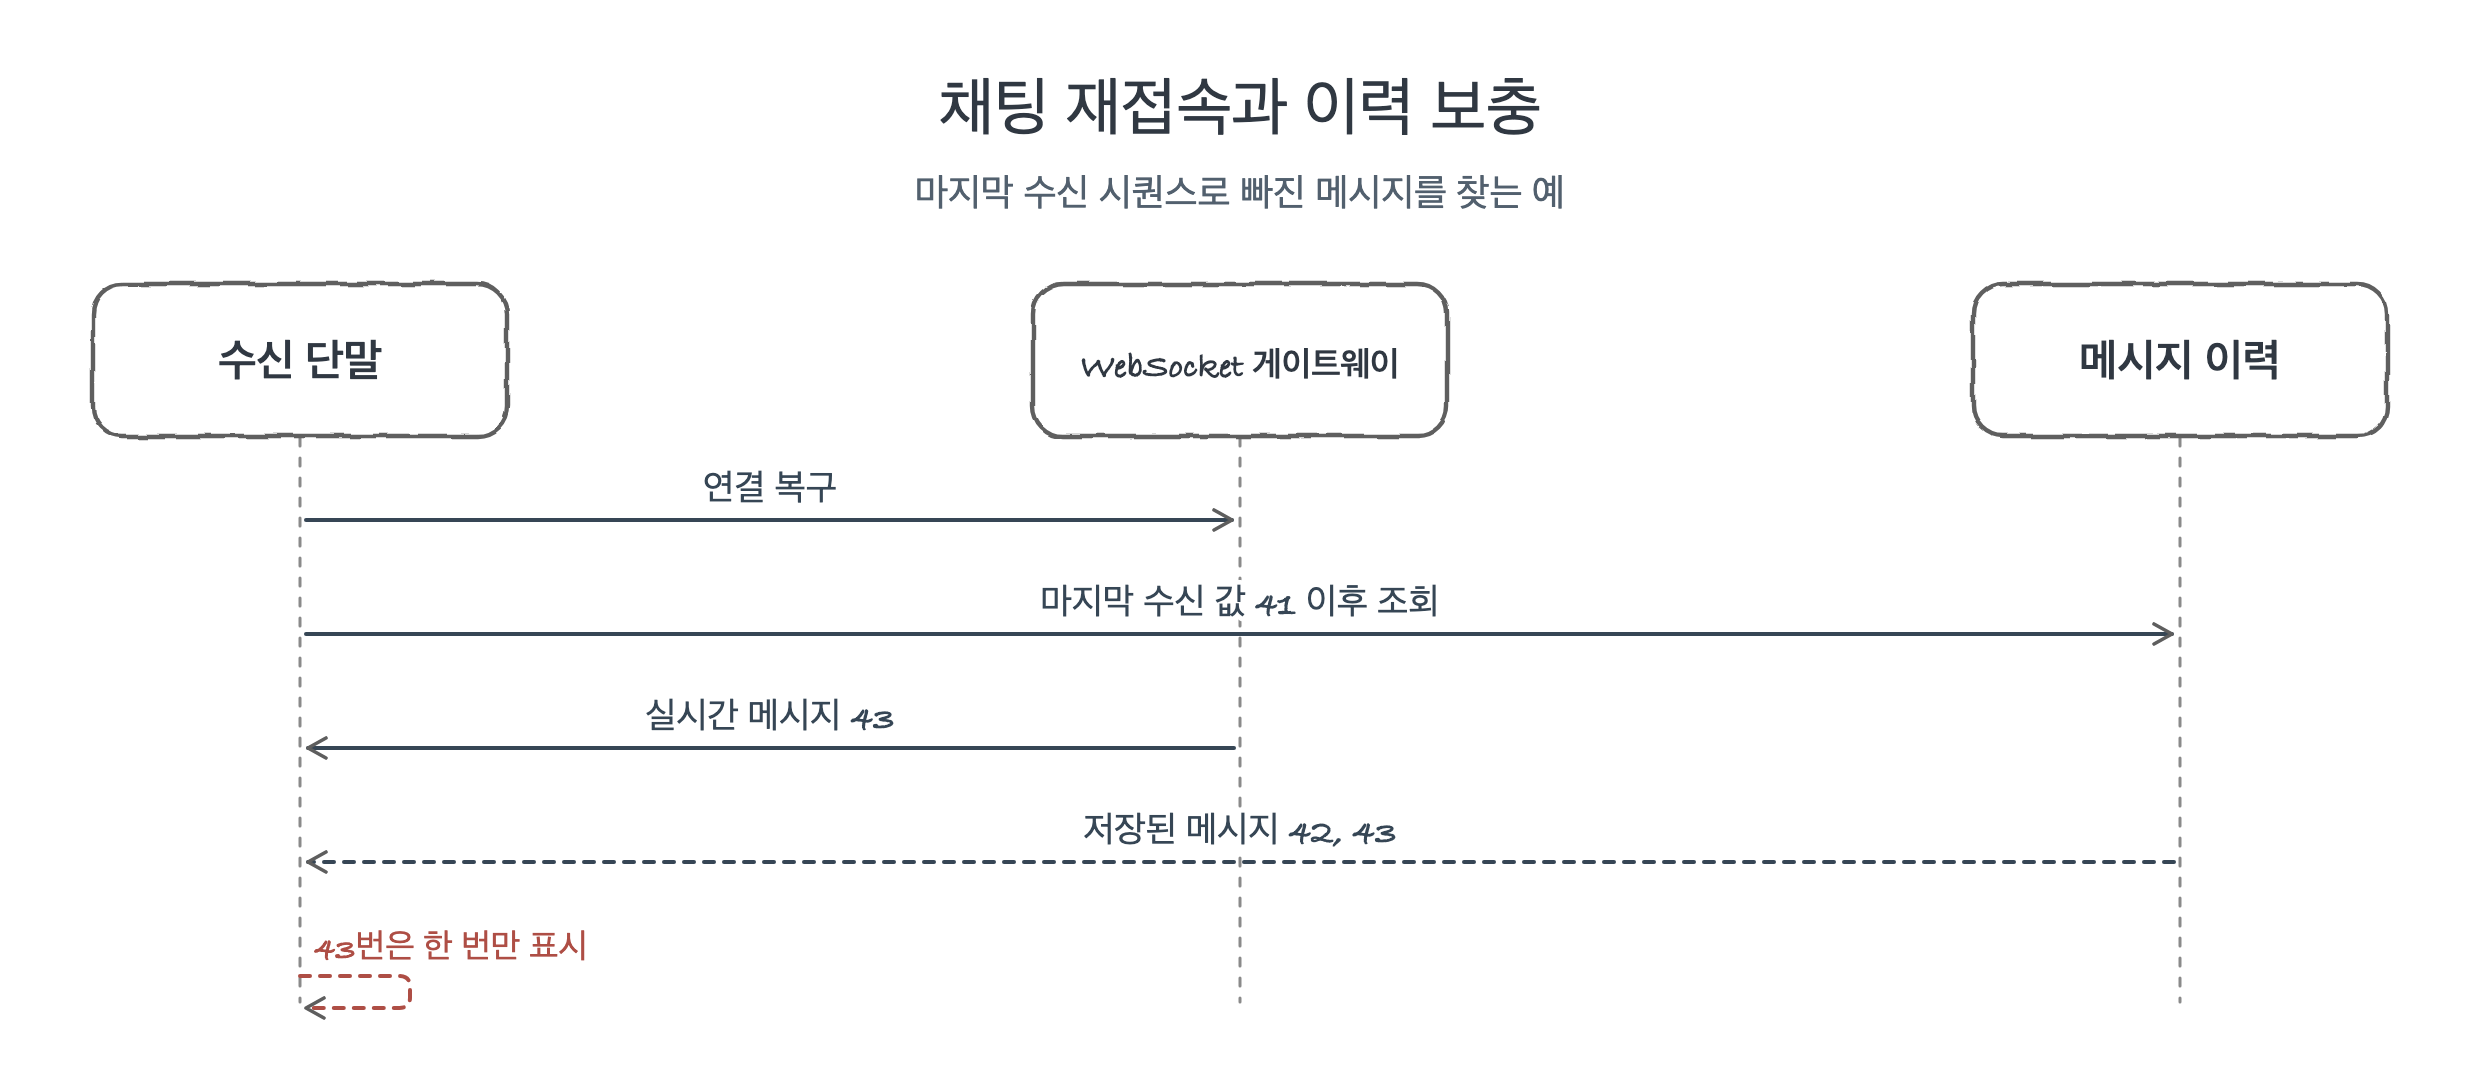 채팅 재접속과 이력 보충
마지막 수신 시퀀스로 빠진 메시지를 찾는 예
수신 단말
WebSocket 게이트웨이
메시지 이력
연결 복구
마지막 수신 값 41 이후 조회
실시간 메시지 43
저장된 메시지 42, 43
43번은 한 번만 표시